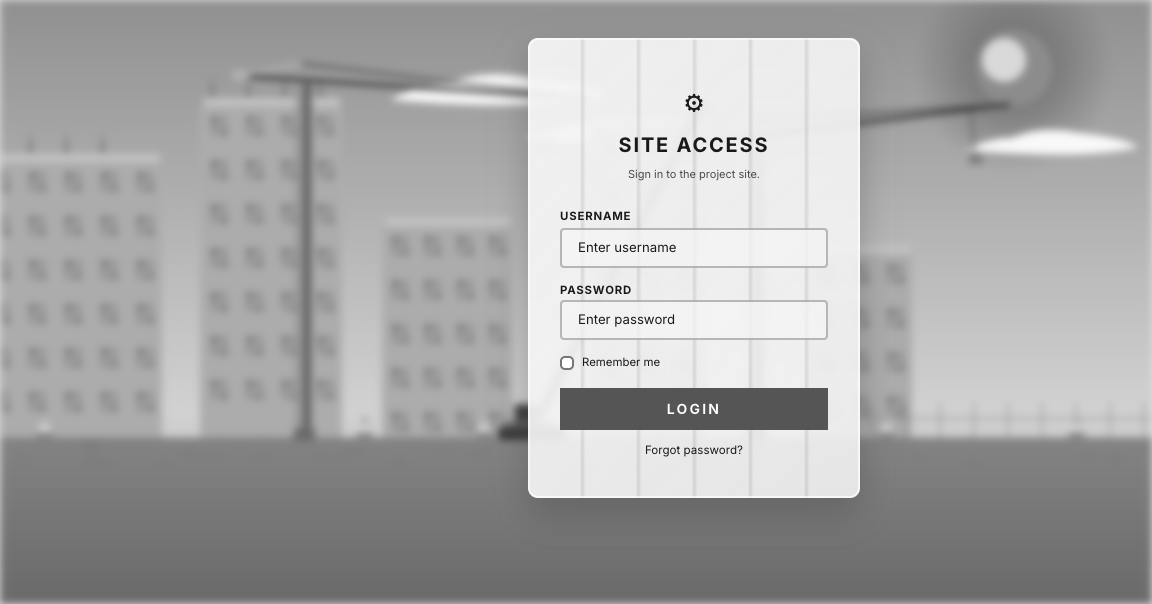 SITE ACCESS
Sign in to the project site.
USERNAME
Enter username
PASSWORD
Enter password
Remember me
LOGIN
Forgot password?